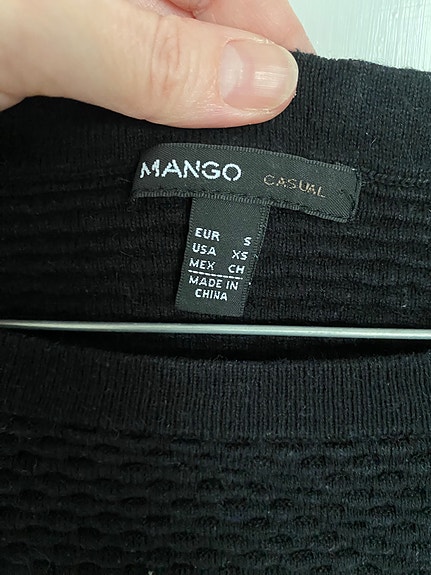 MANGO CASUAL
EUR S
USA XS
MEX CH
MADE IN
CHINA